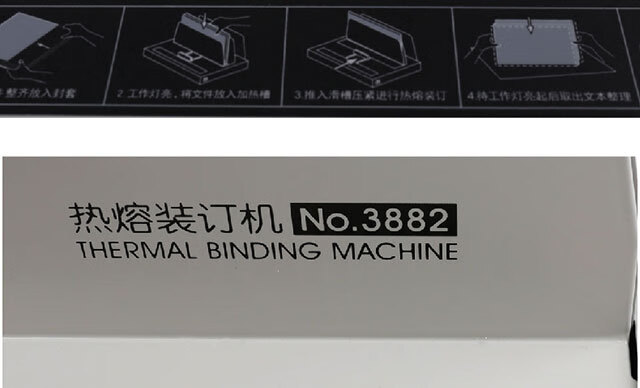 整齐放入封套
2.工作灯亮，将文件放入加热槽
3.推入滑槽压紧进行热熔装订
4.待工作灯亮起后取出文本整理
热熔装订机 No.3882
THERMAL BINDING MACHINE